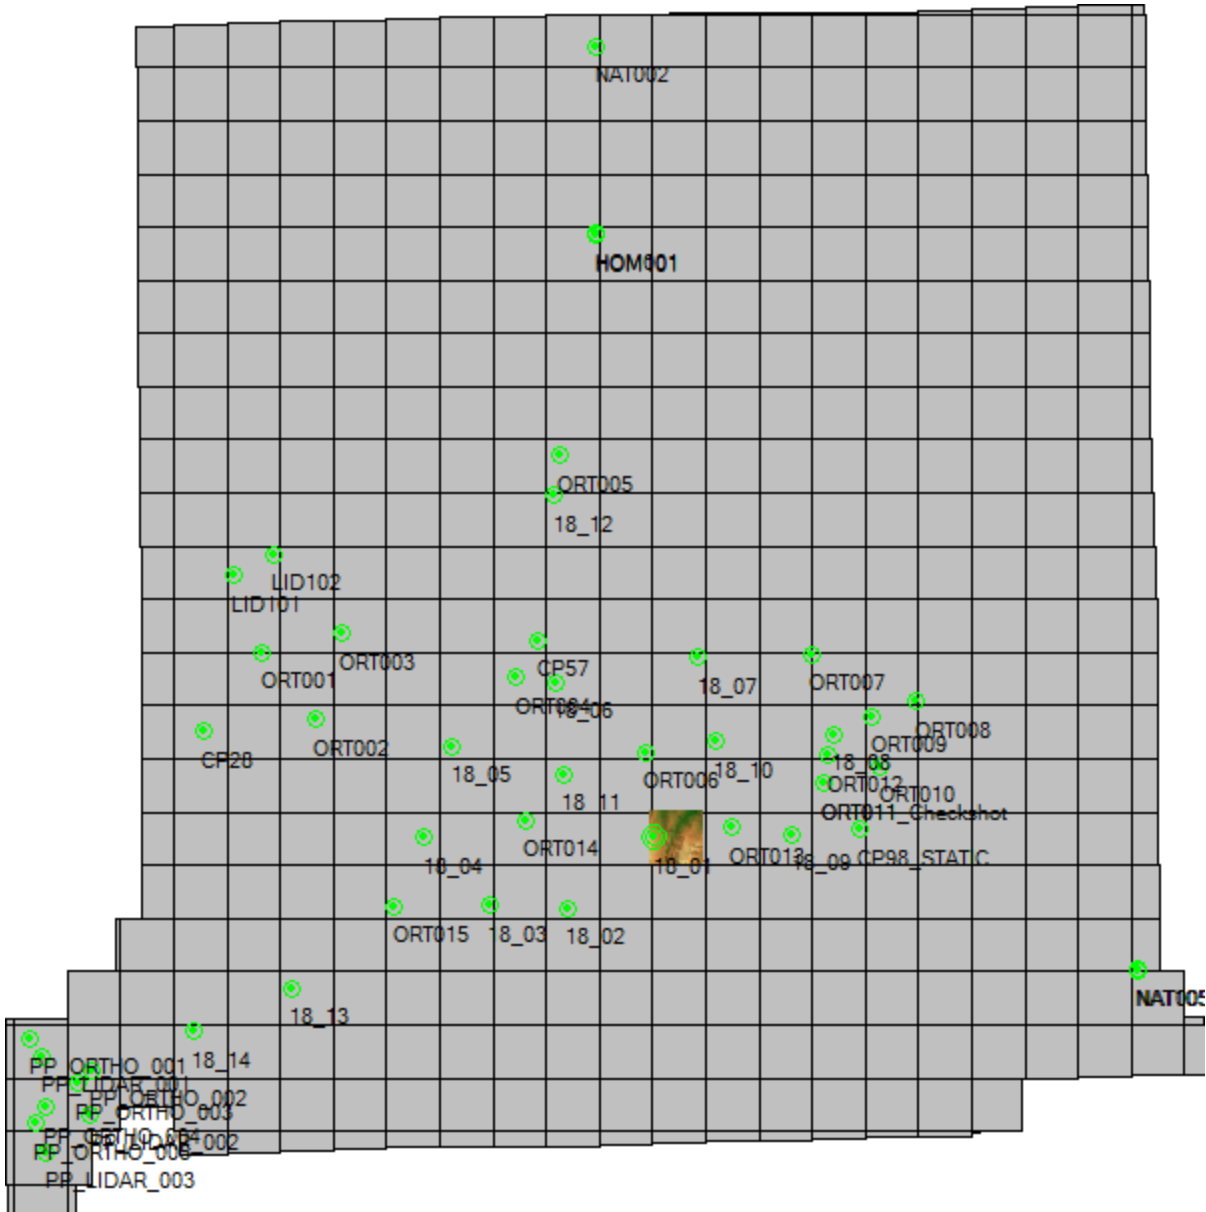 NAT002
HOM001
ORT005
18_12
LID102
LID101
ORT003
CP57
ORT001
18_07
ORT007
ORT004
18_06
ORT008
ORT009
ORT002
CP28
18_08
18_05
ORT006
18_10
ORT012
ORT010
18_11
ORT011_Checkshot
ORT014
18_04
18_01
ORT013
18_09
CP98_STATIC
ORT015
18_03
18_02
NAT005
18_13
18_14
PP_ORTHO_001
PP_LIDAR_001
PP_ORTHO_002
PP_ORTHO_003
PP_LIDAR_002
PP_LIDAR_003